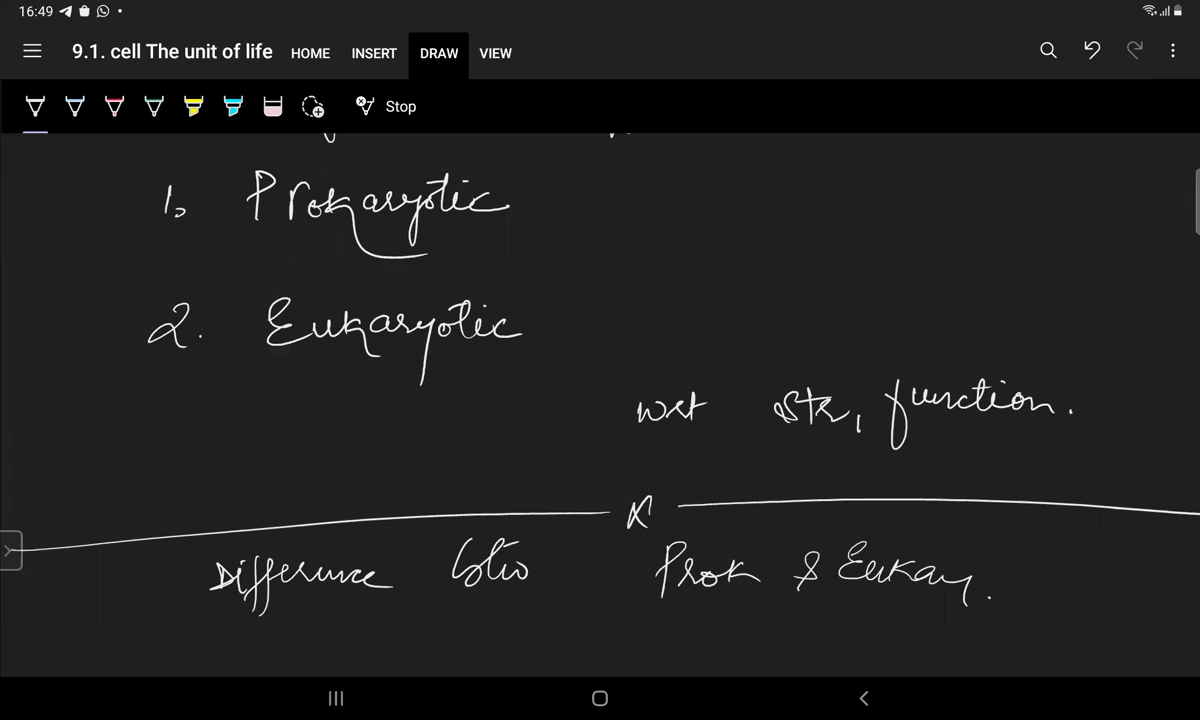 16:49
9.1. cell The unit of life HOME INSERT DRAW VIEW
Stop
1. Prokaryotic
2. Eukaryotic
wrt str, function.
x
Difference b/w Prok & Eukary.